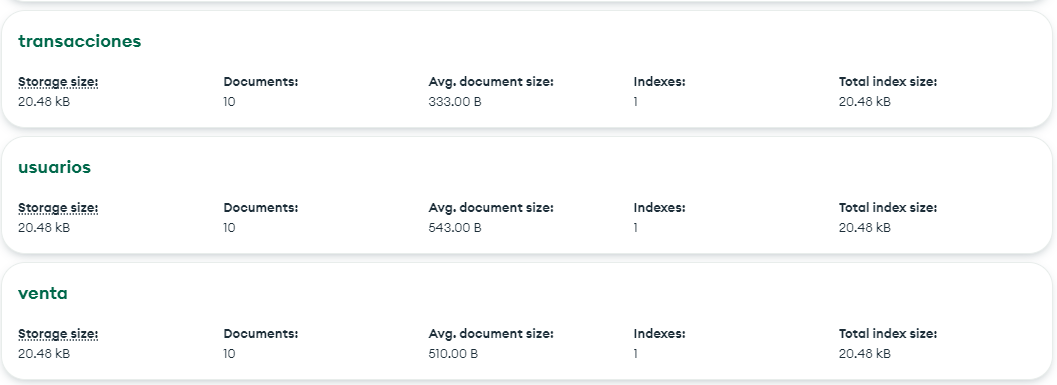 transacciones
Storage size: Documents: Avg. document size: Indexes: Total index size:
20.48 kB 10 333.00 B 1 20.48 kB
usuarios
Storage size: Documents: Avg. document size: Indexes: Total index size:
20.48 kB 10 543.00 B 1 20.48 kB
venta
Storage size: Documents: Avg. document size: Indexes: Total index size:
20.48 kB 10 510.00 B 1 20.48 kB